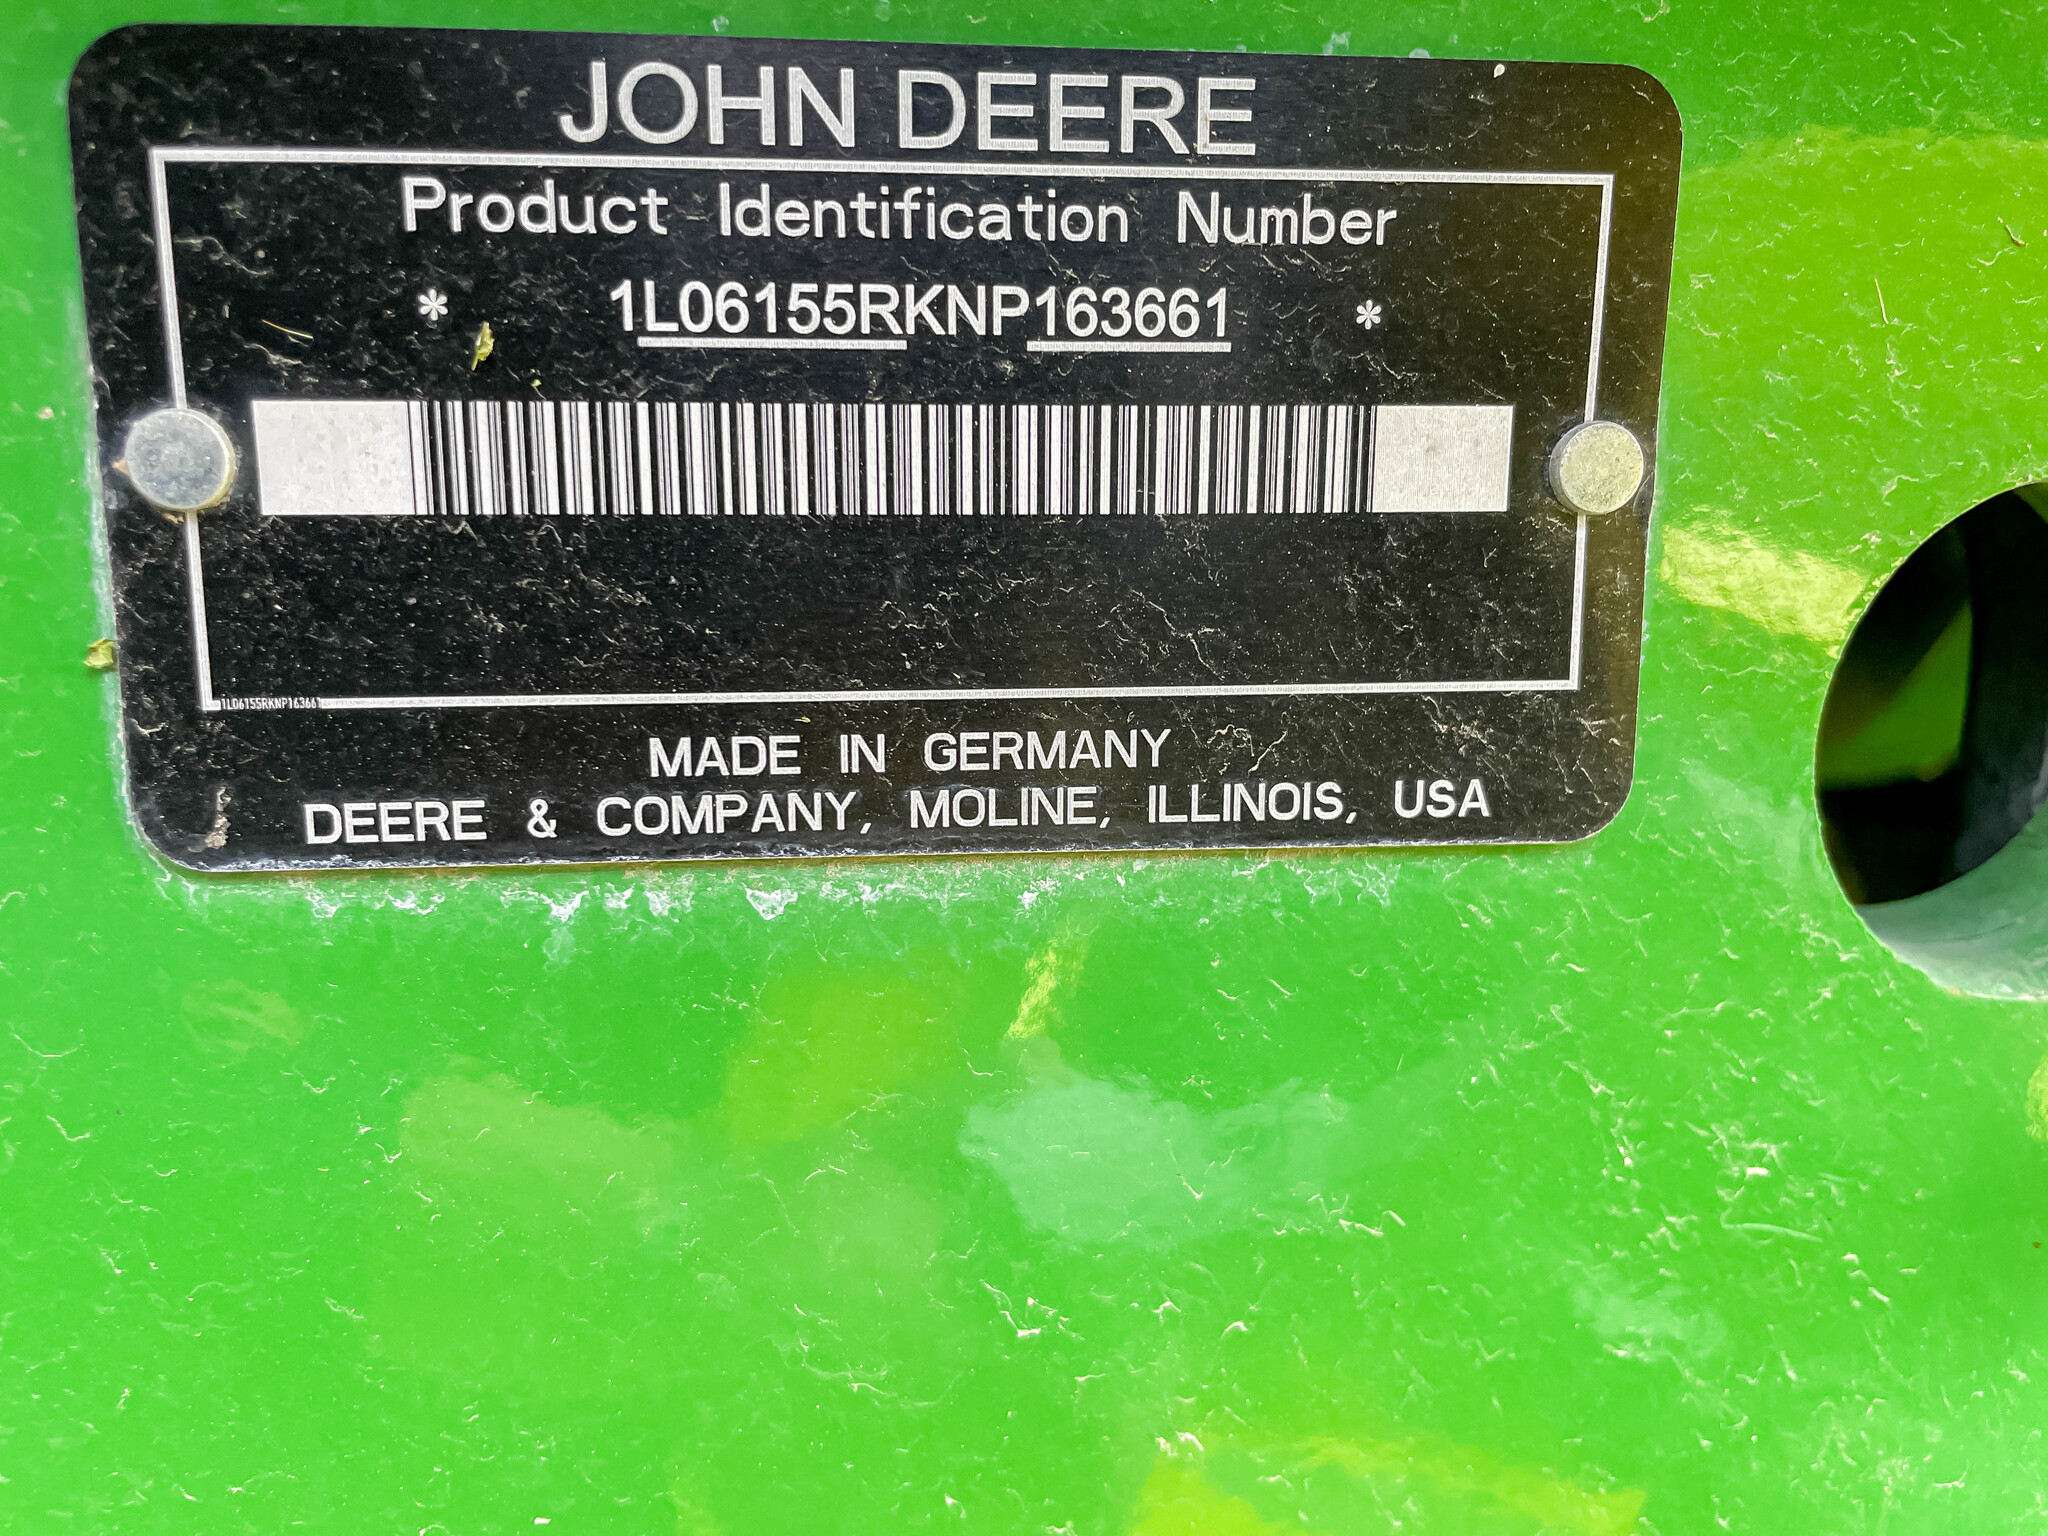 JOHN DEERE
Product Identification Number
* 1L06155RKNP163661 *
1L06155RKNP163661
MADE IN GERMANY
DEERE & COMPANY, MOLINE, ILLINOIS, USA